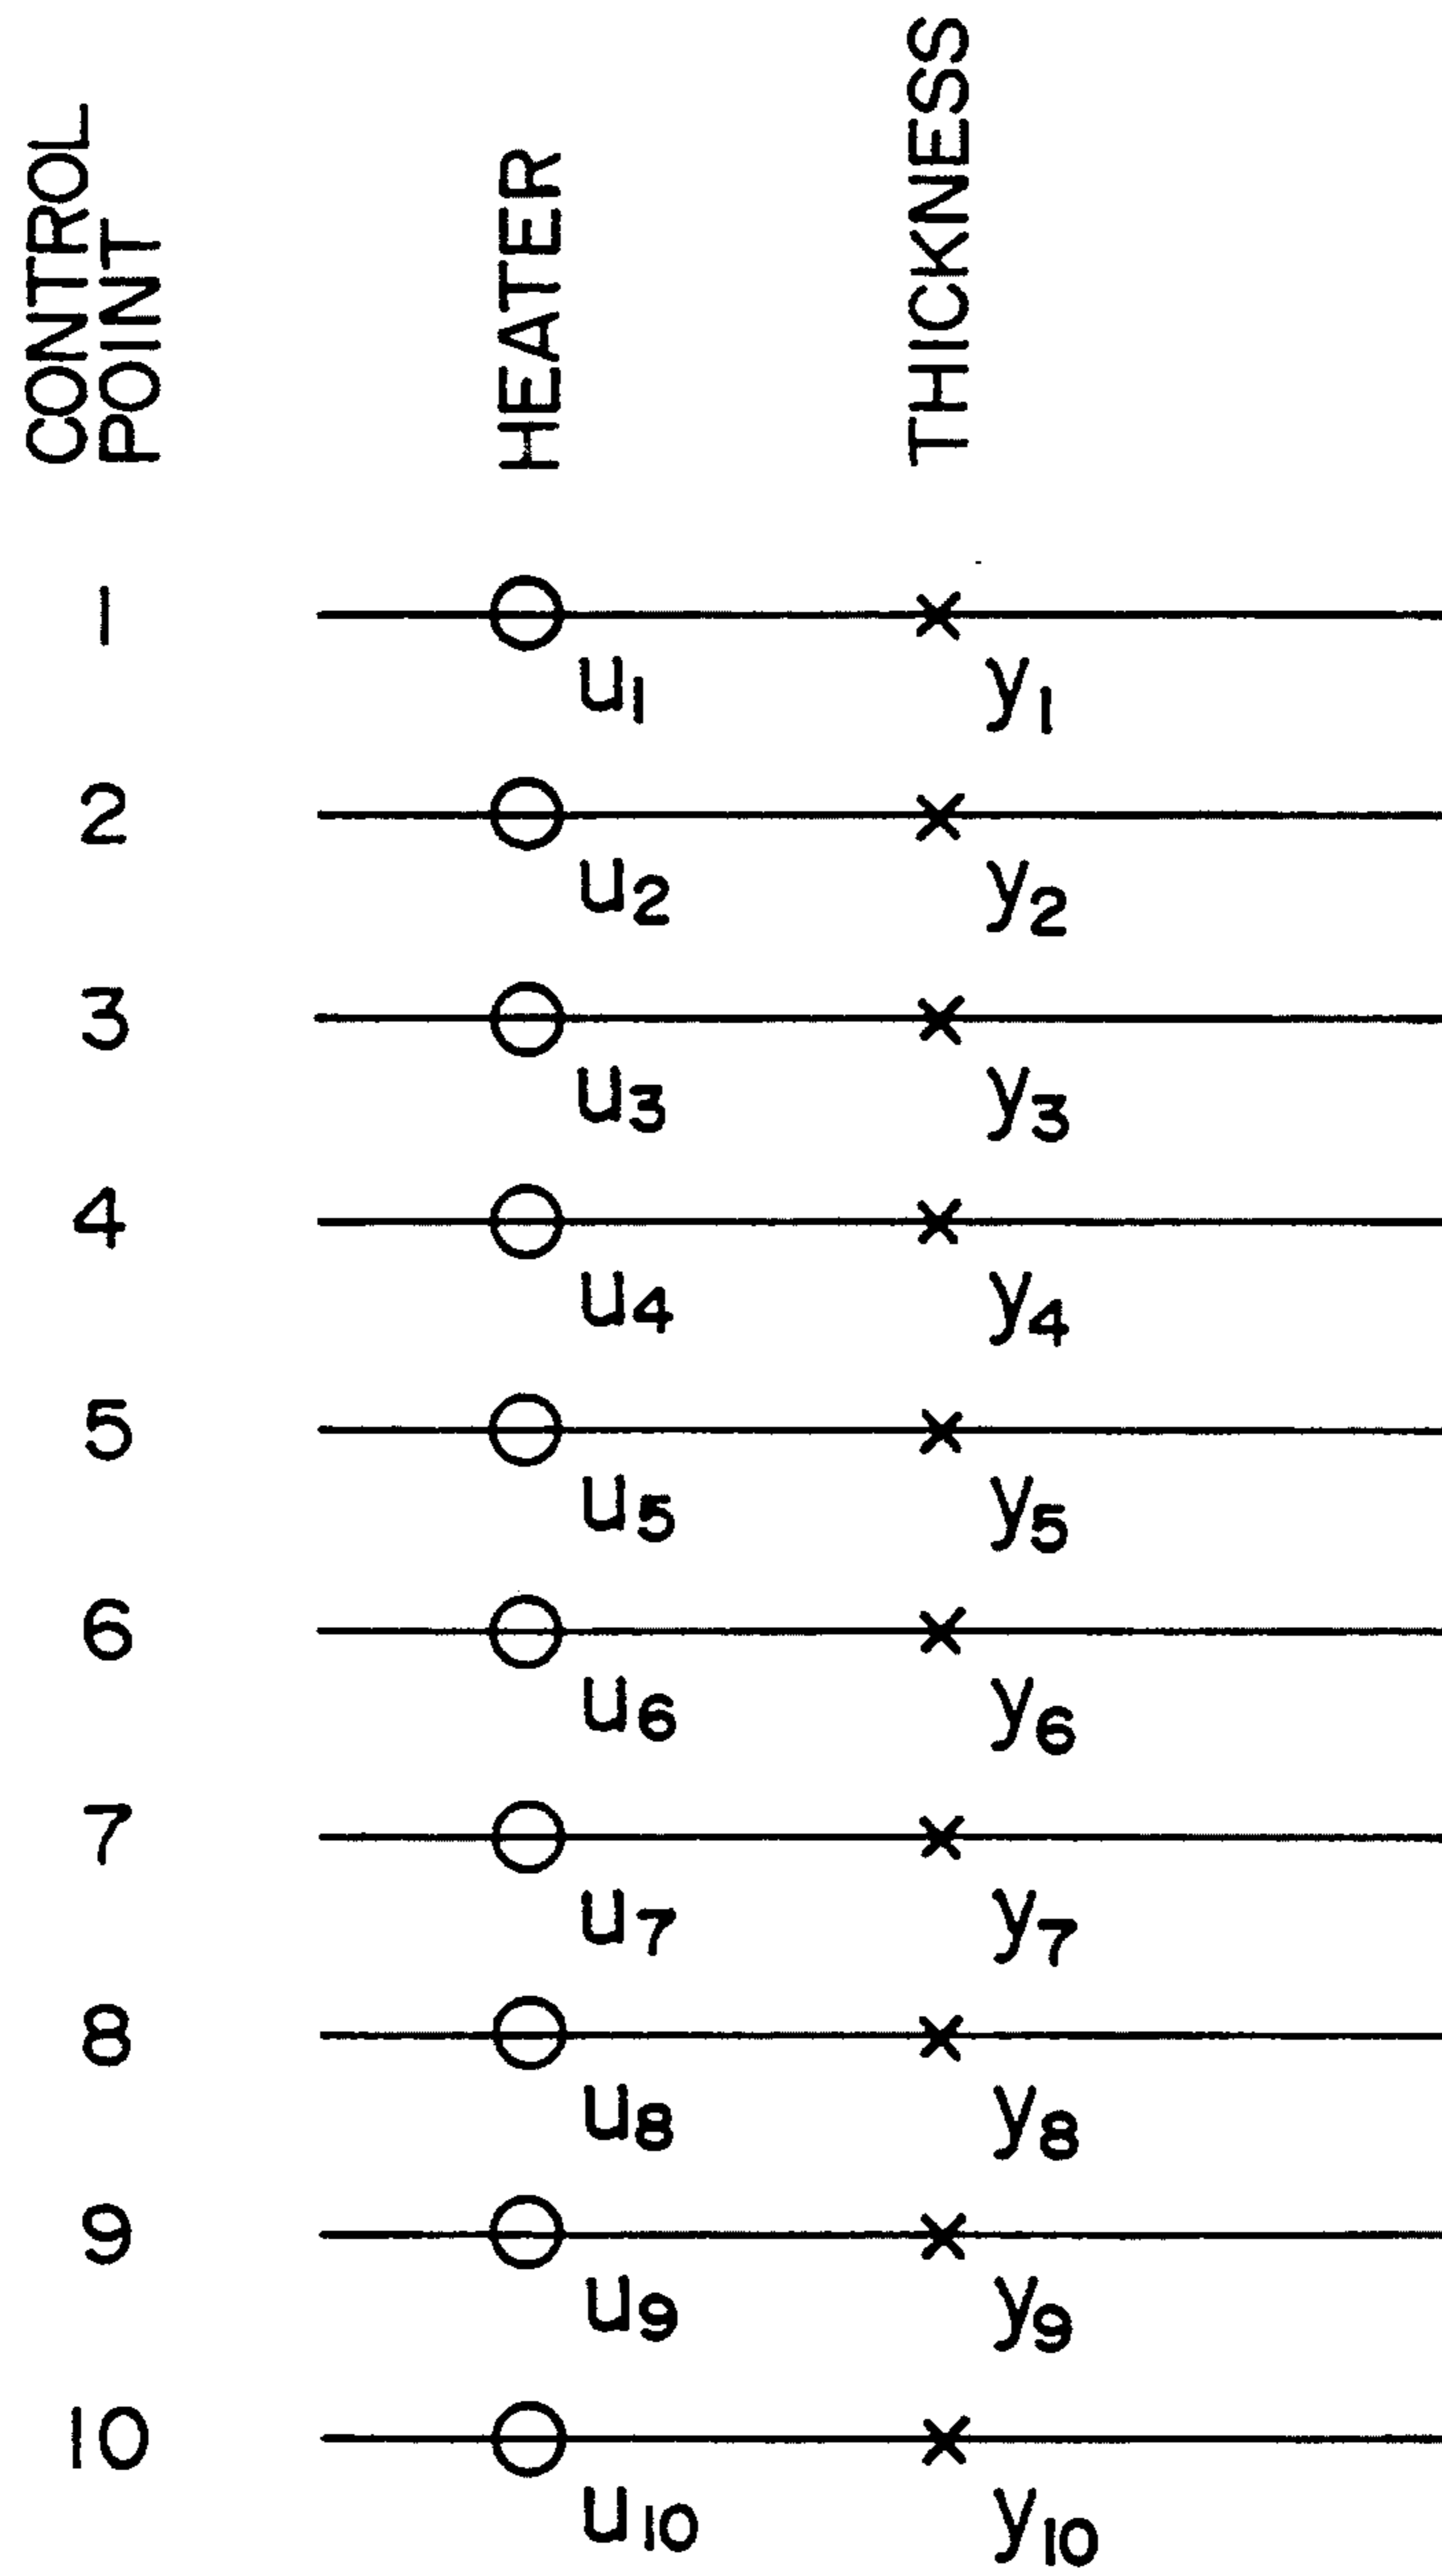 CONTROL
POINT
HEATER
THICKNESS
1
u1
y1
2
u2
y2
3
u3
y3
4
u4
y4
5
u5
y5
6
u6
y6
7
u7
y7
8
u8
y8
9
u9
y9
10
u10
y10